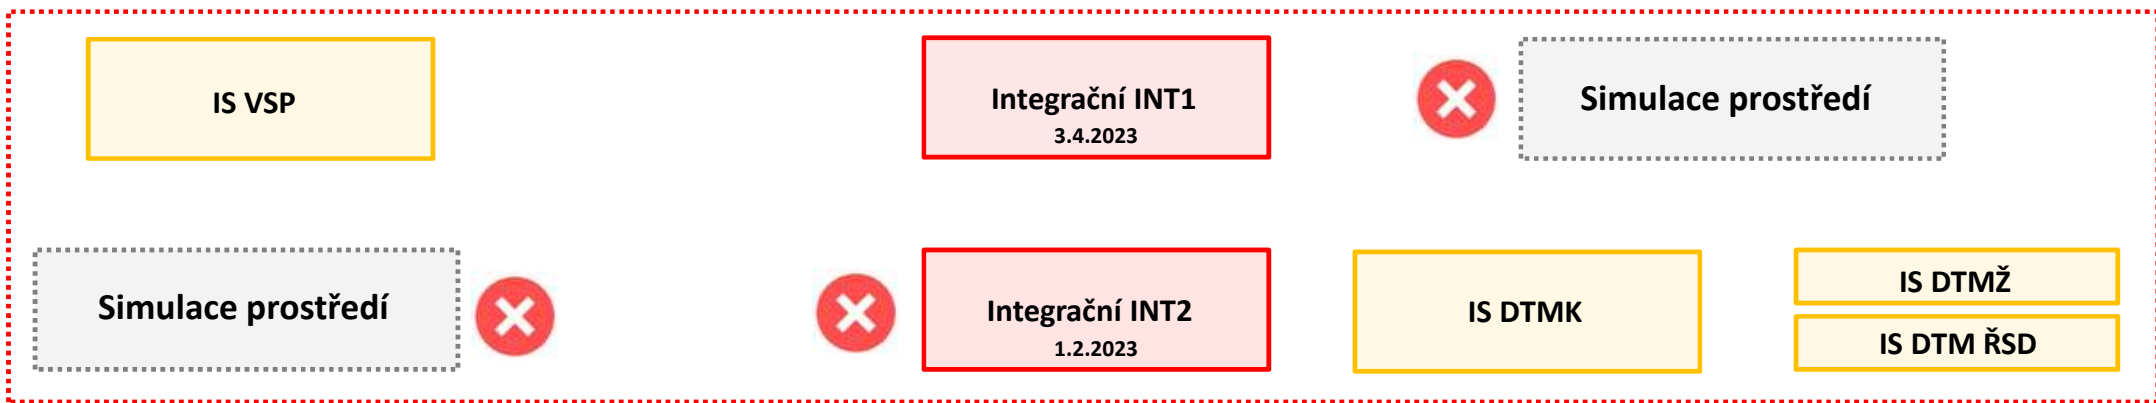 IS VSP
Integrační INT1
3.4.2023
Simulace prostředí
Simulace prostředí
Integrační INT2
1.2.2023
IS DTMK
IS DTMŽ
IS DTM ŘSD